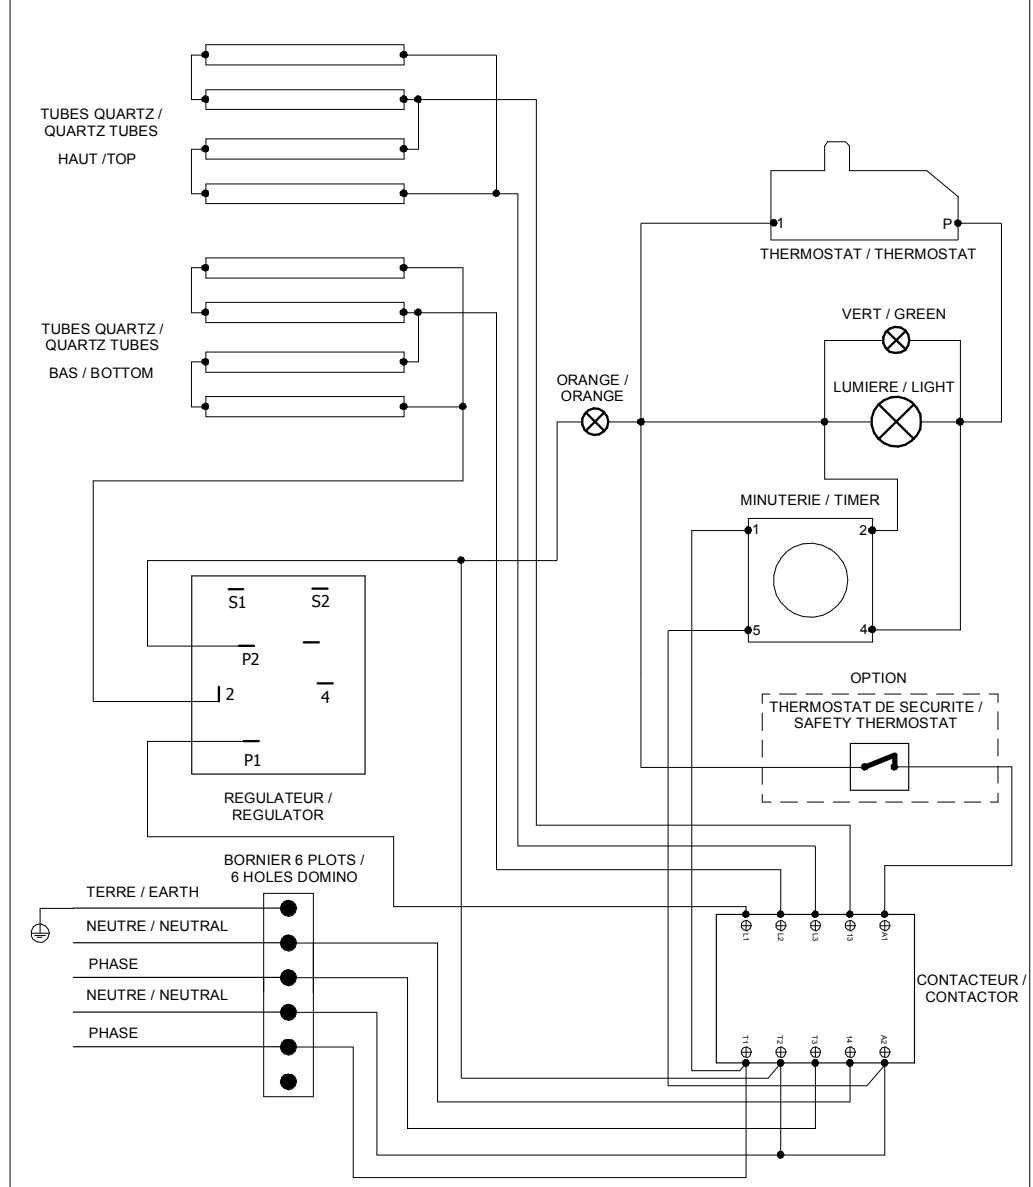 TUBES QUARTZ /
QUARTZ TUBES
HAUT /TOP
1
P
THERMOSTAT / THERMOSTAT
VERT / GREEN
TUBES QUARTZ /
QUARTZ TUBES
BAS / BOTTOM
ORANGE /
ORANGE
LUMIERE / LIGHT
MINUTERIE / TIMER
1
2
5
4
S1
S2
P2
2
4
P1
REGULATEUR /
REGULATOR
OPTION
THERMOSTAT DE SECURITE /
SAFETY THERMOSTAT
BORNIER 6 PLOTS /
6 HOLES DOMINO
TERRE / EARTH
NEUTRE / NEUTRAL
PHASE
NEUTRE / NEUTRAL
PHASE
L1
L2
L3
13
A1
CONTACTEUR /
CONTACTOR
T1
T2
T3
14
A2